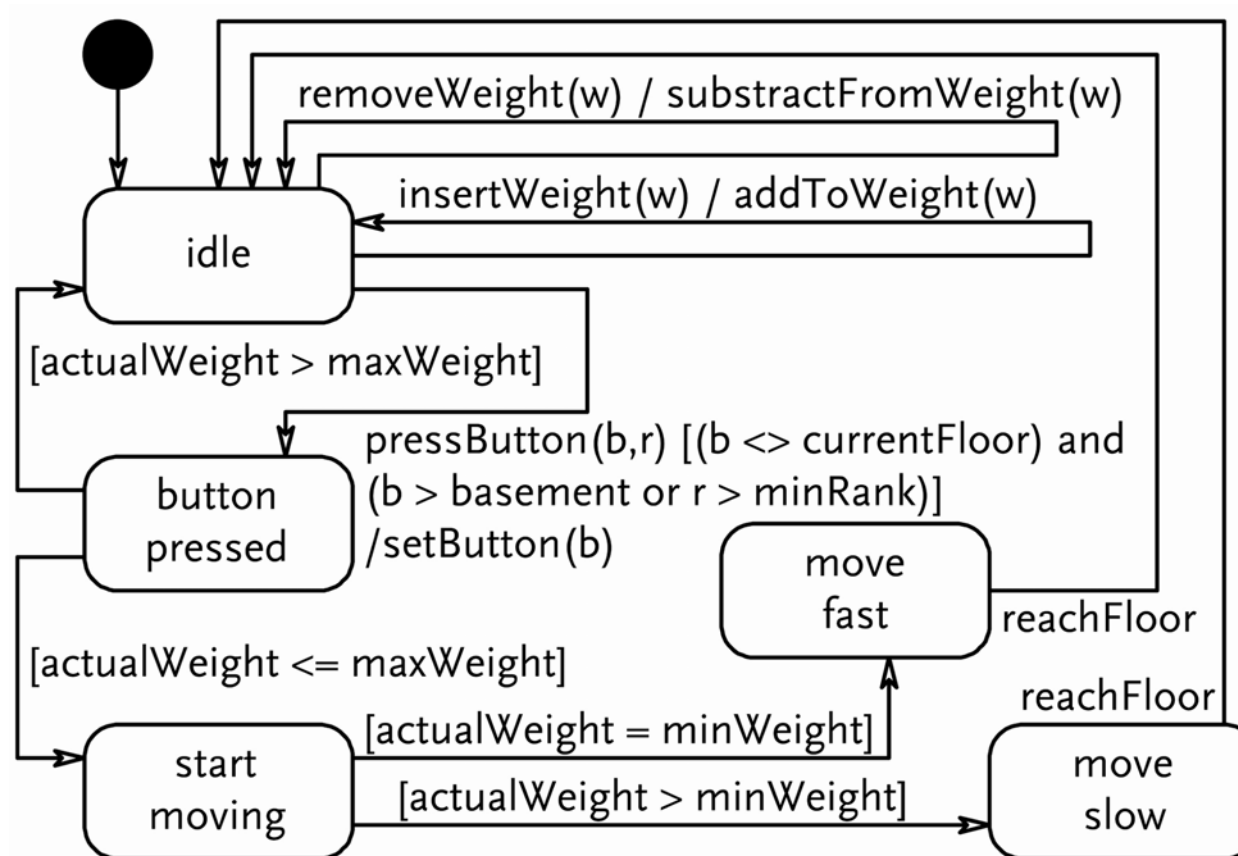 removeWeight(w) / substractFromWeight(w)
insertWeight(w) / addToWeight(w)
idle
[actualWeight > maxWeight]
pressButton(b,r) [(b <> currentFloor) and
(b > basement or r > minRank)]
/setButton(b)
button
pressed
move
fast
reachFloor
[actualWeight <= maxWeight]
reachFloor
start
moving
[actualWeight = minWeight]
[actualWeight > minWeight]
move
slow